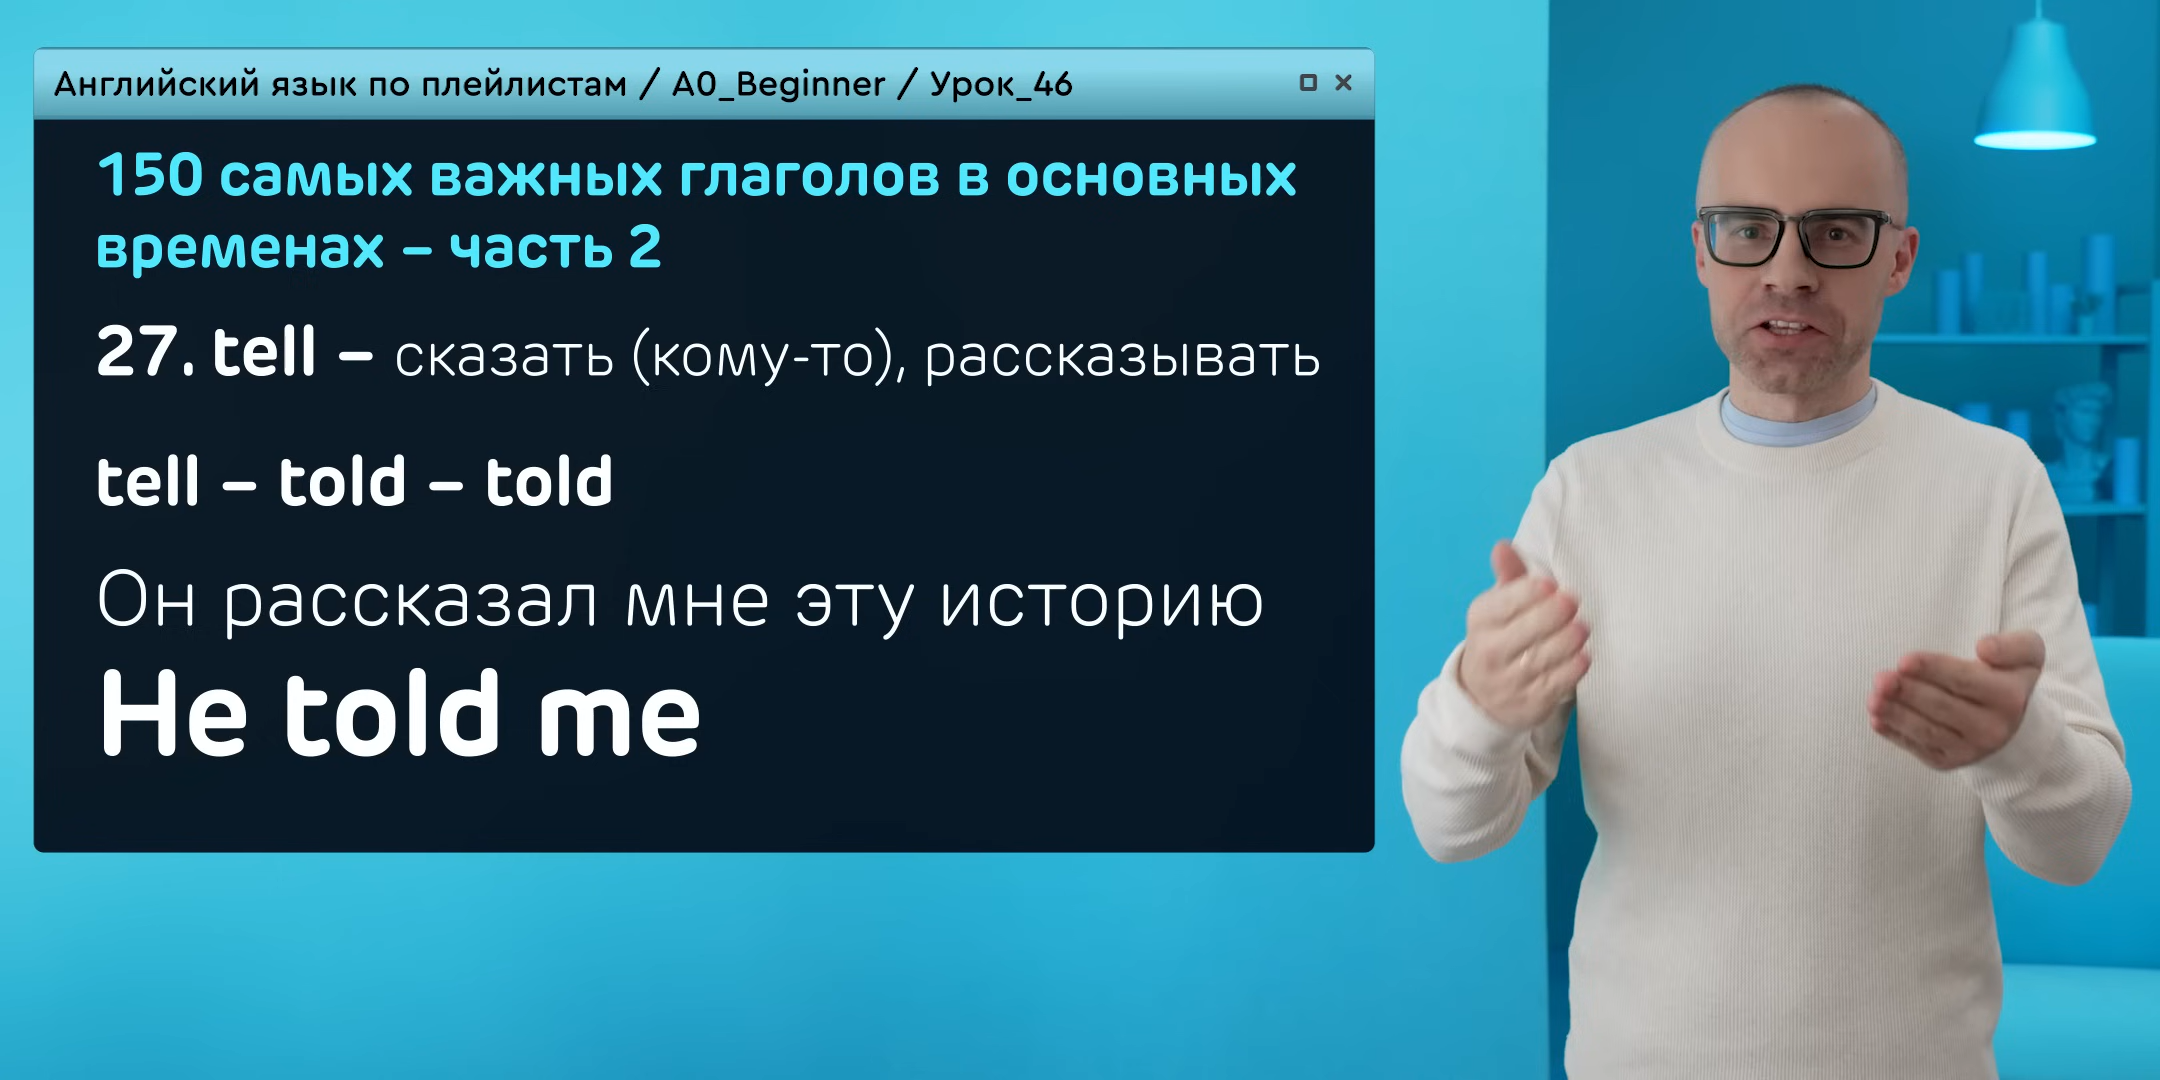 Английский язык по плейлистам / A0_Beginner / Урок_46
150 самых важных глаголов в основных
временах – часть 2
27. tell – сказать (кому-то), рассказывать
tell – told – told
Он рассказал мне эту историю
He told me